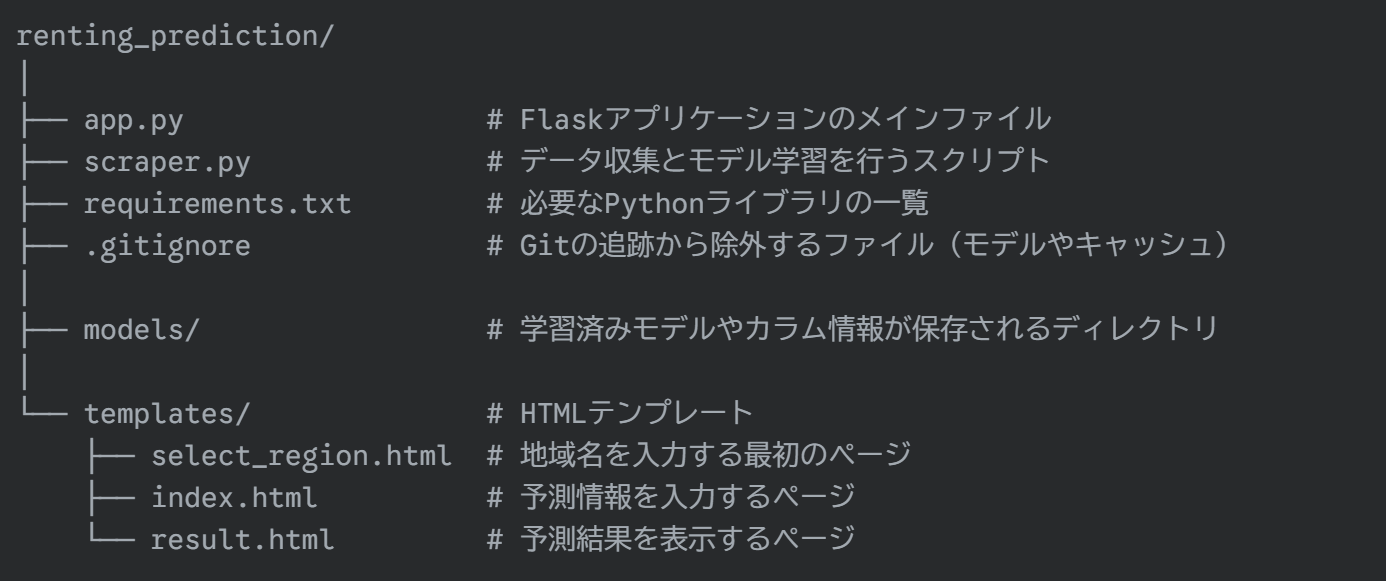 renting_prediction/
│
├── app.py                  # Flaskアプリケーションのメインファイル
├── scraper.py              # データ収集とモデル学習を行うスクリプト
├── requirements.txt        # 必要なPythonライブラリの一覧
├── .gitignore              # Gitの追跡から除外するファイル（モデルやキャッシュ）
│
├── models/                 # 学習済みモデルやカラム情報が保存されるディレクトリ
│
└── templates/              # HTMLテンプレート
    ├── select_region.html  # 地域名を入力する最初のページ
    ├── index.html          # 予測情報を入力するページ
    └── result.html         # 予測結果を表示するページ